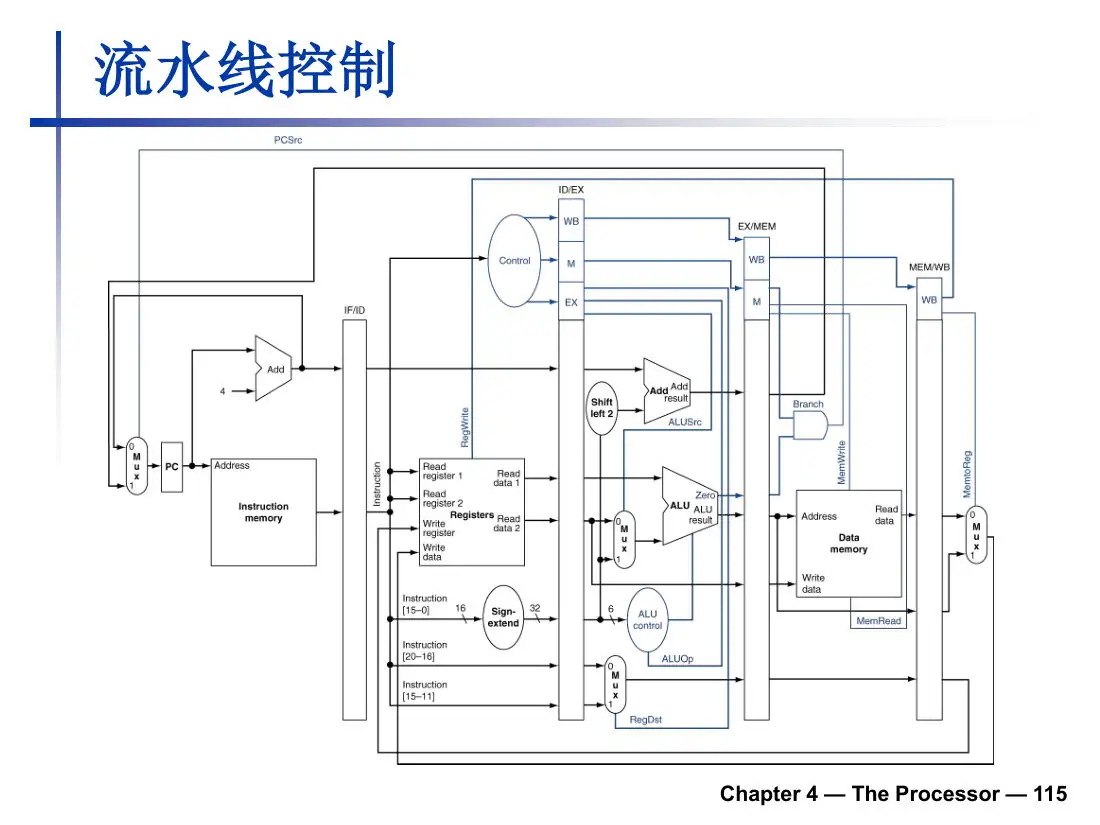 流水线控制
PCSrc
ID/EX
WB
EX/MEM
Control
M
WB
MEM/WB
EX
M
WB
IF/ID
Add
4
Add
Add
result
Shift
left 2
Branch
ALUSrc
RegWrite
MemWrite
MemtoReg
0
M
u
x
1
PC
Address
Instruction
memory
Instruction
Read
register 1
Read
data 1
Read
register 2
Registers
Read
data 2
Write
register
Write
data
0
M
u
x
1
Zero
ALU
ALU
result
Address
Read
data
Data
memory
Write
data
0
M
u
x
1
Instruction
[15–0]
16
Sign-
extend
32
6
ALU
control
MemRead
Instruction
[20–16]
ALUOp
0
M
u
x
1
Instruction
[15–11]
RegDst
Chapter 4 — The Processor — 115